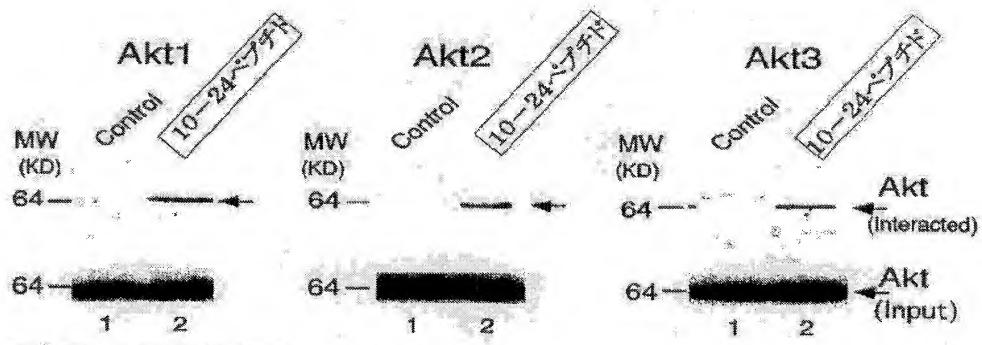 Akt1
Control
10-24ペプチド
MW
(KD)
64
64
1 2
Akt2
Control
10-24ペプチド
MW
(KD)
64
64
1 2
Akt3
Control
10-24ペプチド
MW
(KD)
64
64
1 2
Akt
(Interacted)
Akt
(Input)